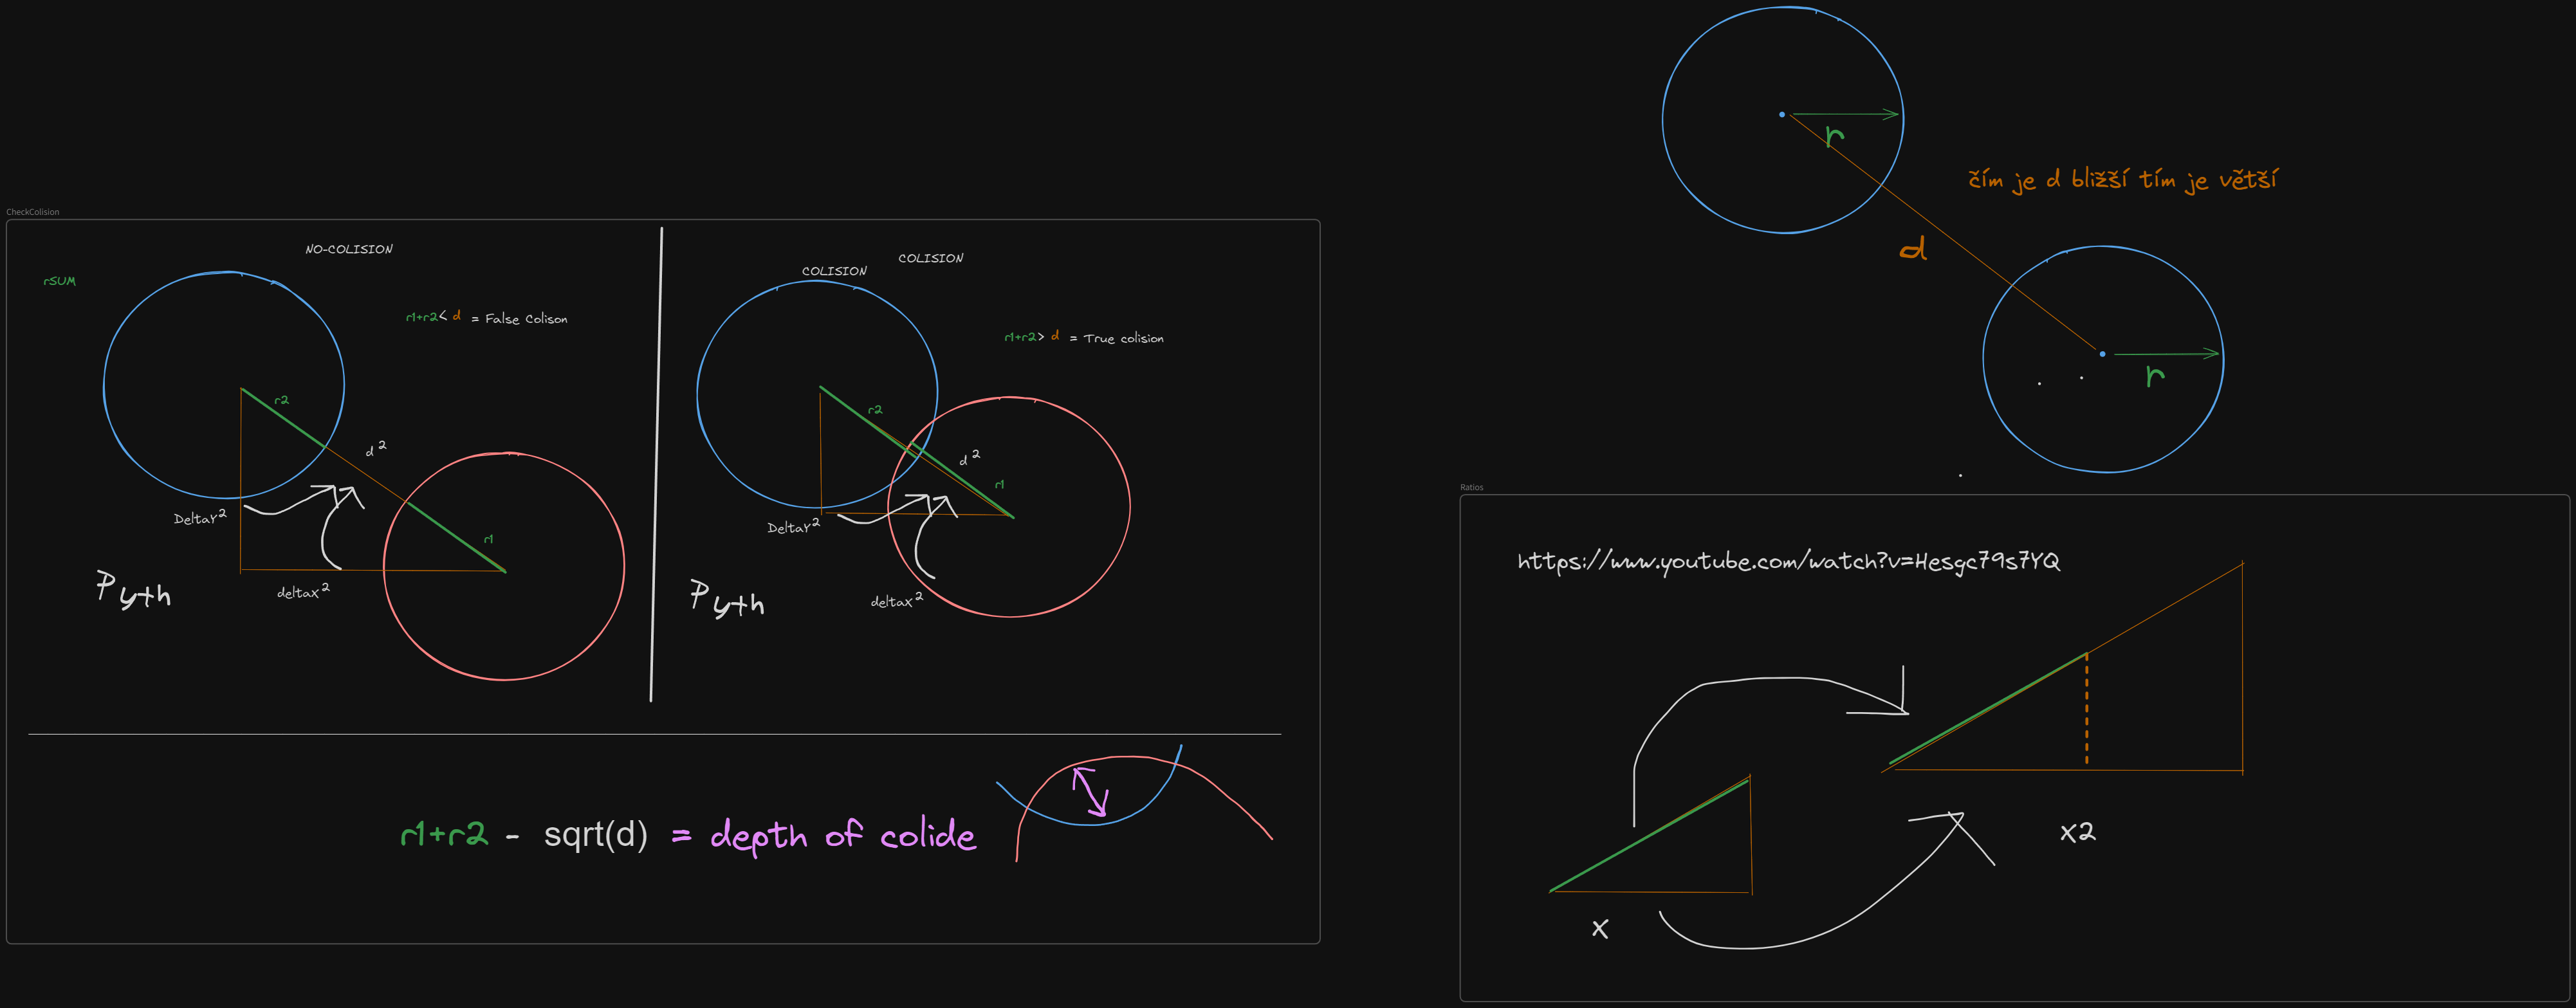 CheckColision
NO-COLISION
rSUM
r1+r2< d = False Colison
r2
d²
DeltaY²
r1
Pyth
deltax²
COLISION
COLISION
r1+r2> d = True colision
r2
d²
r1
DeltaY²
Pyth
deltax²
r1+r2 - sqrt(d) = depth of colide
r
čím je d bližší tím je větší
d
r
Ratios
https://www.youtube.com/watch?v=Hesgc79s7YQ
x2
x